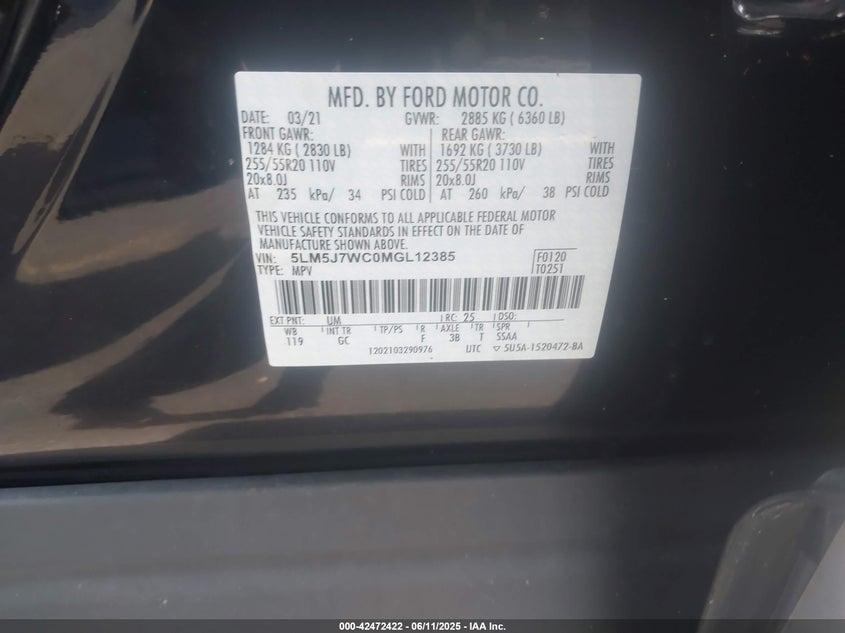 MFD. BY FORD MOTOR CO.
DATE: 03/21 GVWR: 2885 KG ( 6360 LB)
FRONT GAWR: REAR GAWR:
1284 KG ( 2830 LB) WITH 1692 KG ( 3730 LB) WITH
255/55R20 110V TIRES 255/55R20 110V TIRES
20x8.0J RIMS 20x8.0J RIMS
AT 235 kPa/ 34 PSI COLD AT 260 kPa/ 38 PSI COLD
THIS VEHICLE CONFORMS TO ALL APPLICABLE FEDERAL MOTOR
VEHICLE SAFETY STANDARDS IN EFFECT ON THE DATE OF
MANUFACTURE SHOWN ABOVE.
VIN: 5LM5J7WC0MGL12385 F0120
TYPE: MPV T0251
EXT PNT: UM RC: 25 DSO:
WB INT TR TP/PS R AXLE TR SPR
119 GC F 3B T SSAA
1202103290976 UTC ▽ 5U5A-1520472-BA
000-42472422 - 06/11/2025 - IAA Inc.